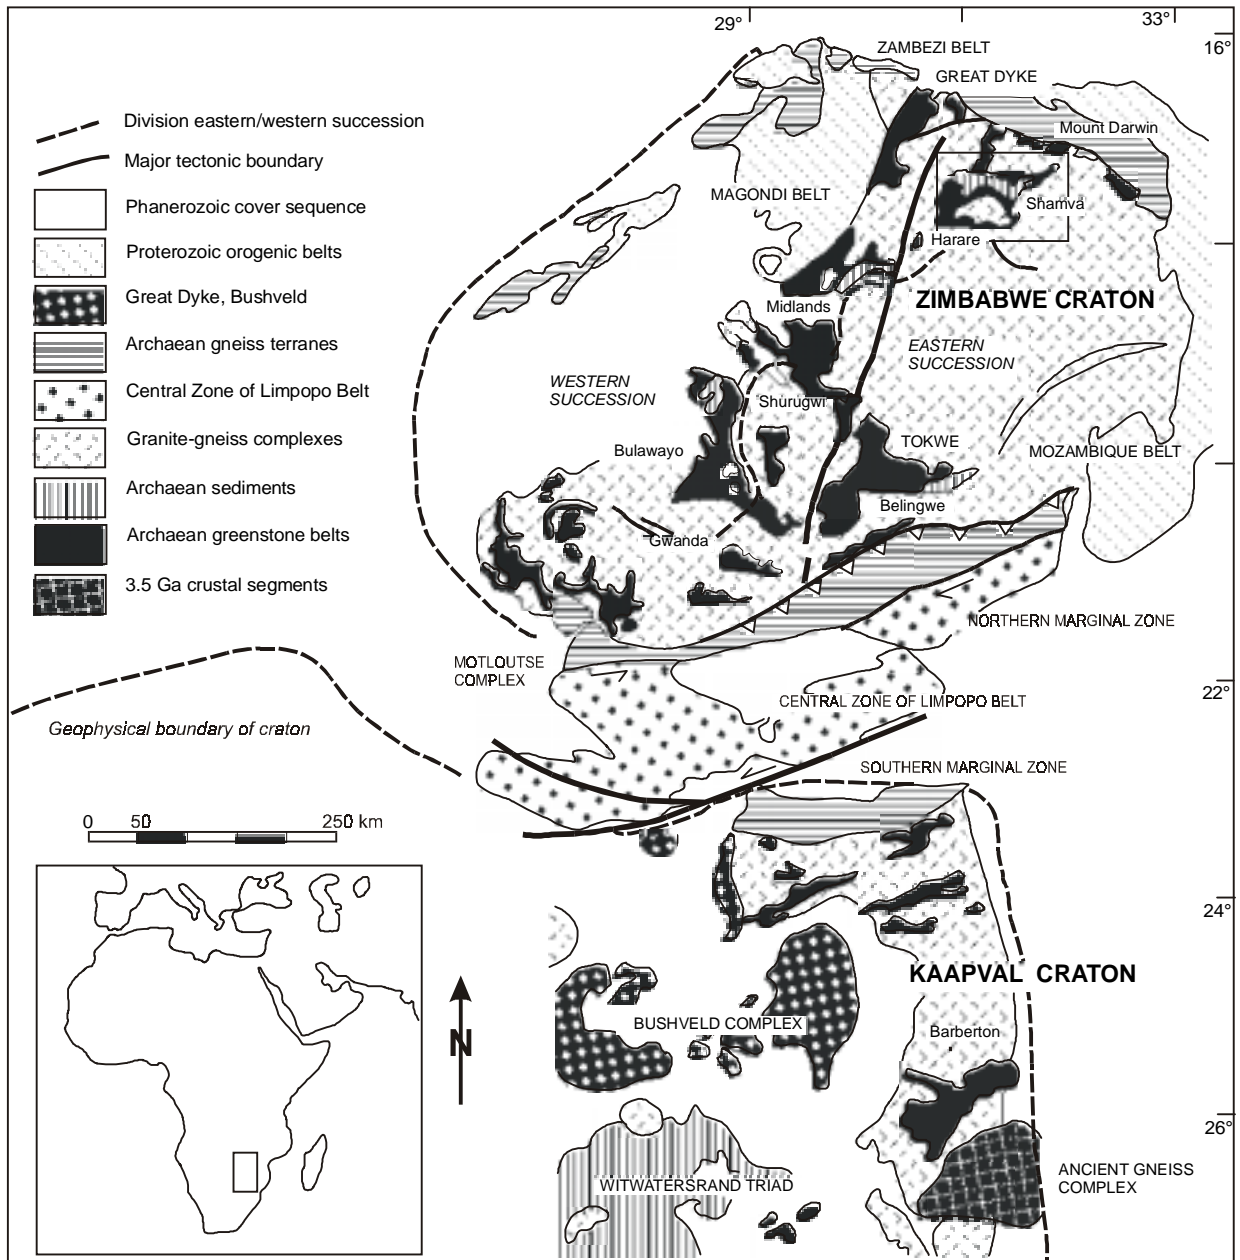 29°
33°
16°
ZAMBEZI BELT
GREAT DYKE
Division eastern/western succession
Mount Darwin
Major tectonic boundary
MAGONDI BELT
Phanerozoic cover sequence
Shamva
Harare
Proterozoic orogenic belts
Great Dyke, Bushveld
Midlands
ZIMBABWE CRATON
Archaean gneiss terranes
EASTERN
SUCCESSION
WESTERN
SUCCESSION
Central Zone of Limpopo Belt
Shurugwi
Granite-gneiss complexes
TOKWE
Bulawayo
MOZAMBIQUE BELT
Archaean sediments
Belingwe
Archaean greenstone belts
Gwanda
3.5 Ga crustal segments
NORTHERN MARGINAL ZONE
MOTLOUTSE
COMPLEX
22°
CENTRAL ZONE OF LIMPOPO BELT
Geophysical boundary of craton
SOUTHERN MARGINAL ZONE
0 50 250 km
24°
KAAPVAL CRATON
BUSHVELD COMPLEX
Barberton
N
26°
ANCIENT GNEISS
COMPLEX
WITWATERSRAND TRIAD